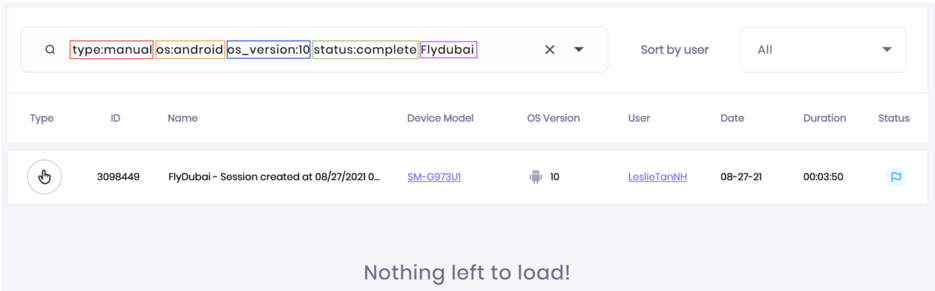 type:manual os:android os_version:10 status:complete Flydubai Sort by user All
Type ID Name Device Model OS Version User Date Duration Status
3098449 FlyDubai - Session created at 08/27/2021 0... SM-G973U1 10 LeslieTanNH 08-27-21 00:03:50
Nothing left to load!